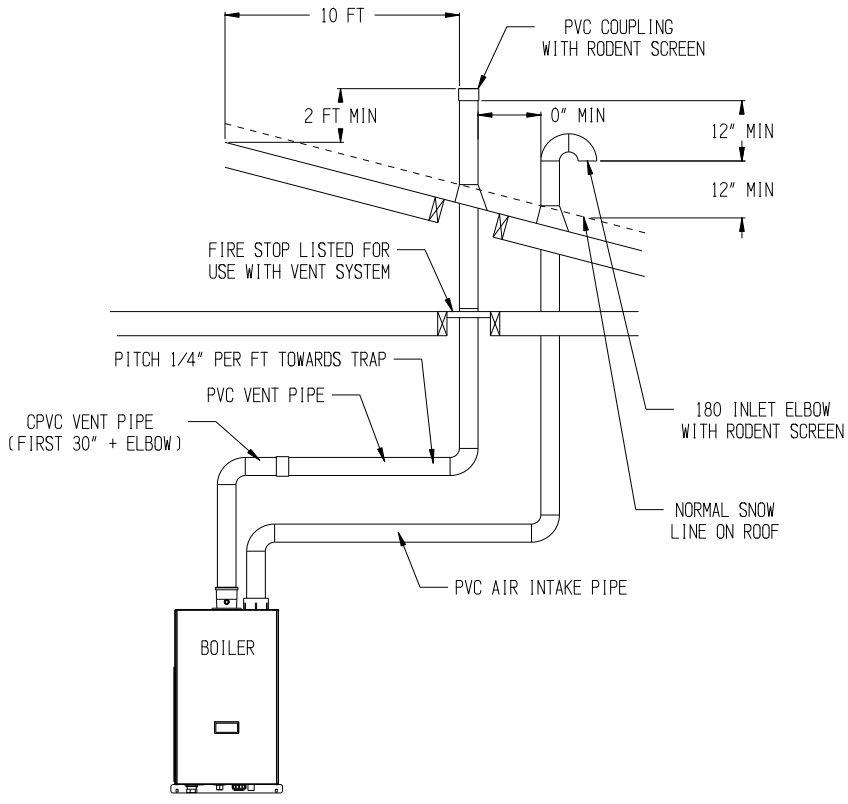 10 FT
PVC COUPLING
WITH RODENT SCREEN
2 FT MIN
0" MIN
12" MIN
12" MIN
FIRE STOP LISTED FOR
USE WITH VENT SYSTEM
PITCH 1/4" PER FT TOWARDS TRAP
PVC VENT PIPE
CPVC VENT PIPE
(FIRST 30" + ELBOW)
180 INLET ELBOW
WITH RODENT SCREEN
NORMAL SNOW
LINE ON ROOF
PVC AIR INTAKE PIPE
BOILER